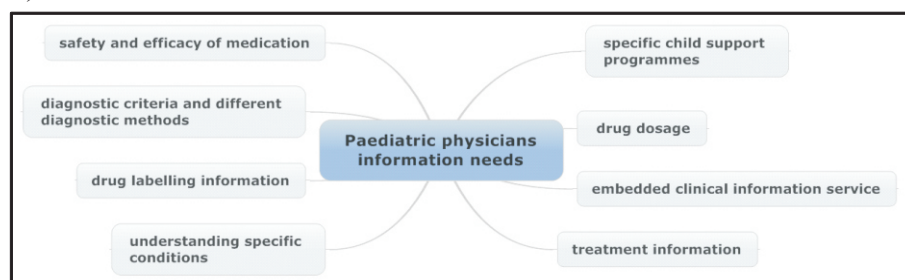 safety and efficacy of medication
diagnostic criteria and different
diagnostic methods
drug labelling information
understanding specific
conditions
Paediatric physicians
information needs
specific child support
programmes
drug dosage
embedded clinical information service
treatment information